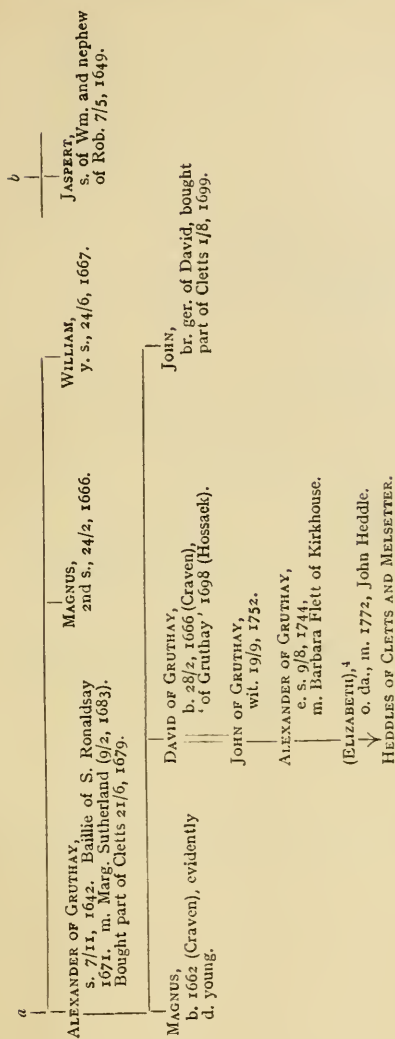 a
b
ALEXANDER OF GRUTHAY,
s. 7/11, 1642. Baillie of S. Ronaldsay
1671. m. Marg. Sutherland (9/2, 1683).
Bought part of Cletts 21/6, 1679.
MAGNUS,
2nd s., 24/2, 1666.
WILLIAM,
y. s., 24/6, 1667.
JASPERT,
s. of Wm. and nephew
of Rob. 7/5, 1649.
MAGNUS,
b. 1662 (Craven), evidently
d. young.
DAVID OF GRUTHAY,
b. 28/2, 1666 (Craven),
‘of Gruthay’ 1698 (Hossack).
JOHN,
br. ger. of David, bought
part of Cletts 1/8, 1699.
JOHN OF GRUTHAY,
wit. 19/9, 1752.
ALEXANDER OF GRUTHAY,
e. s. 9/8, 1744,
m. Barbara Flett of Kirkhouse.
(ELIZABETH),4
o. da., m. 1772, John Heddle.
HEDDLES OF CLETTS AND MELSETTER.